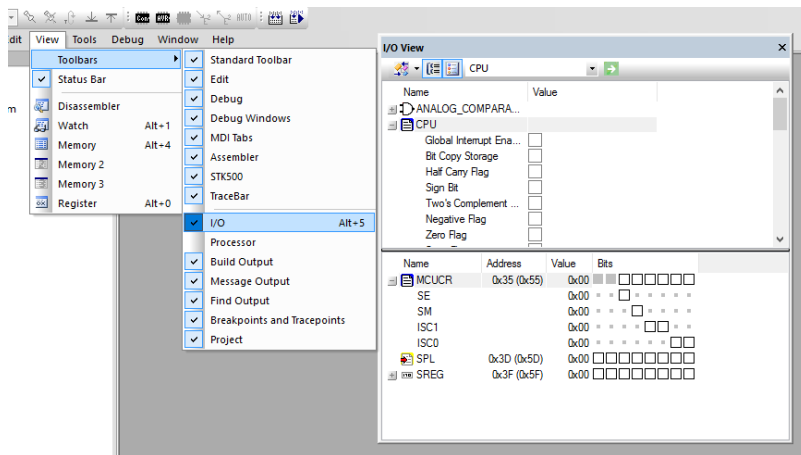 Con AVR AUTO
dit View Tools Debug Window Help
Toolbars
Status Bar
Disassembler
Watch Alt+1
Memory Alt+4
Memory 2
Memory 3
Register Alt+0
m
Standard Toolbar
Edit
Debug
Debug Windows
MDI Tabs
Assembler
STK500
TraceBar
I/O Alt+5
Processor
Build Output
Message Output
Find Output
Breakpoints and Tracepoints
Project
I/O View
CPU
Name Value
ANALOG_COMPARA...
CPU
Global Interrupt Ena...
Bit Copy Storage
Half Carry Flag
Sign Bit
Two's Complement ...
Negative Flag
Zero Flag
Name Address Value Bits
MCUCR 0x35 (0x55) 0x00
SE 0x00
SM 0x00
ISC1 0x00
ISC0 0x00
SPL 0x3D (0x5D) 0x00
SREG 0x3F (0x5F) 0x00